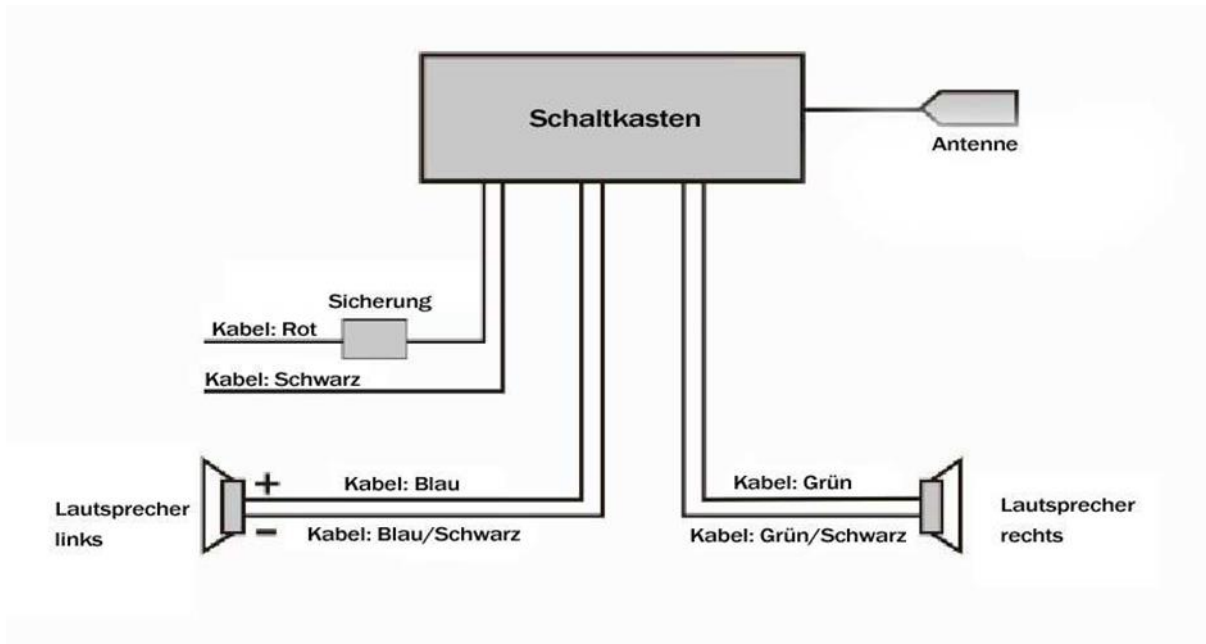 Schaltkasten
Antenne
Sicherung
Kabel: Rot
Kabel: Schwarz
+
Kabel: Blau
Kabel: Grün
Lautsprecher
links
Lautsprecher
rechts
−
Kabel: Blau/Schwarz
Kabel: Grün/Schwarz